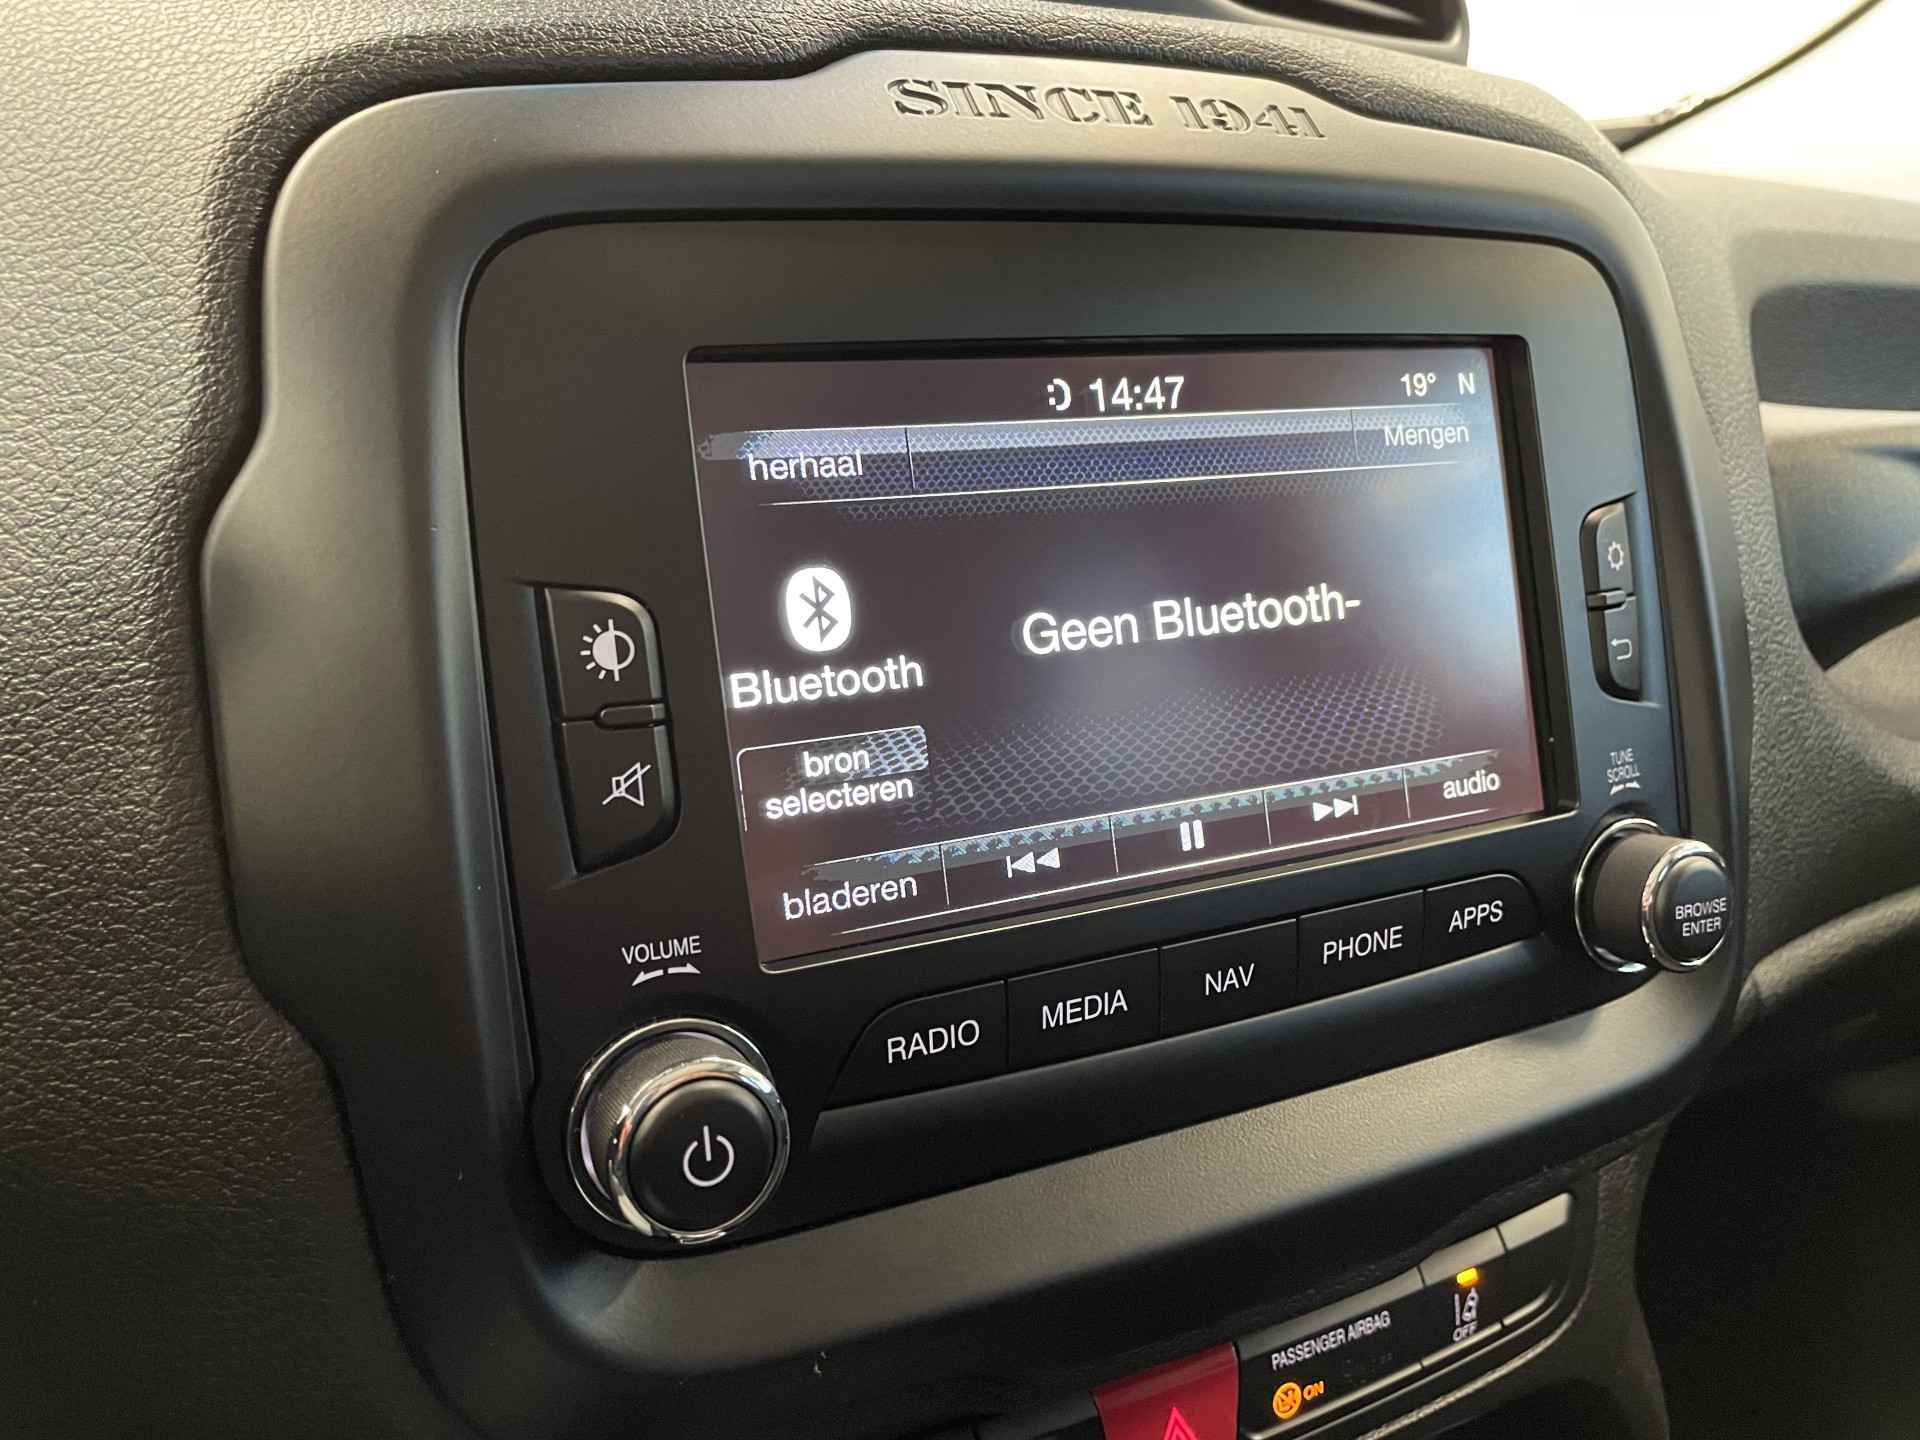 SINCE 1941
14:47
19° N
herhaal
Mengen
Geen Bluetooth-
Bluetooth
bron
selecteren
bladeren
audio
TUNE
SCROLL
BROWSE
ENTER
VOLUME
RADIO
MEDIA
NAV
PHONE
APPS
PASSENGER AIRBAG
ON
OFF